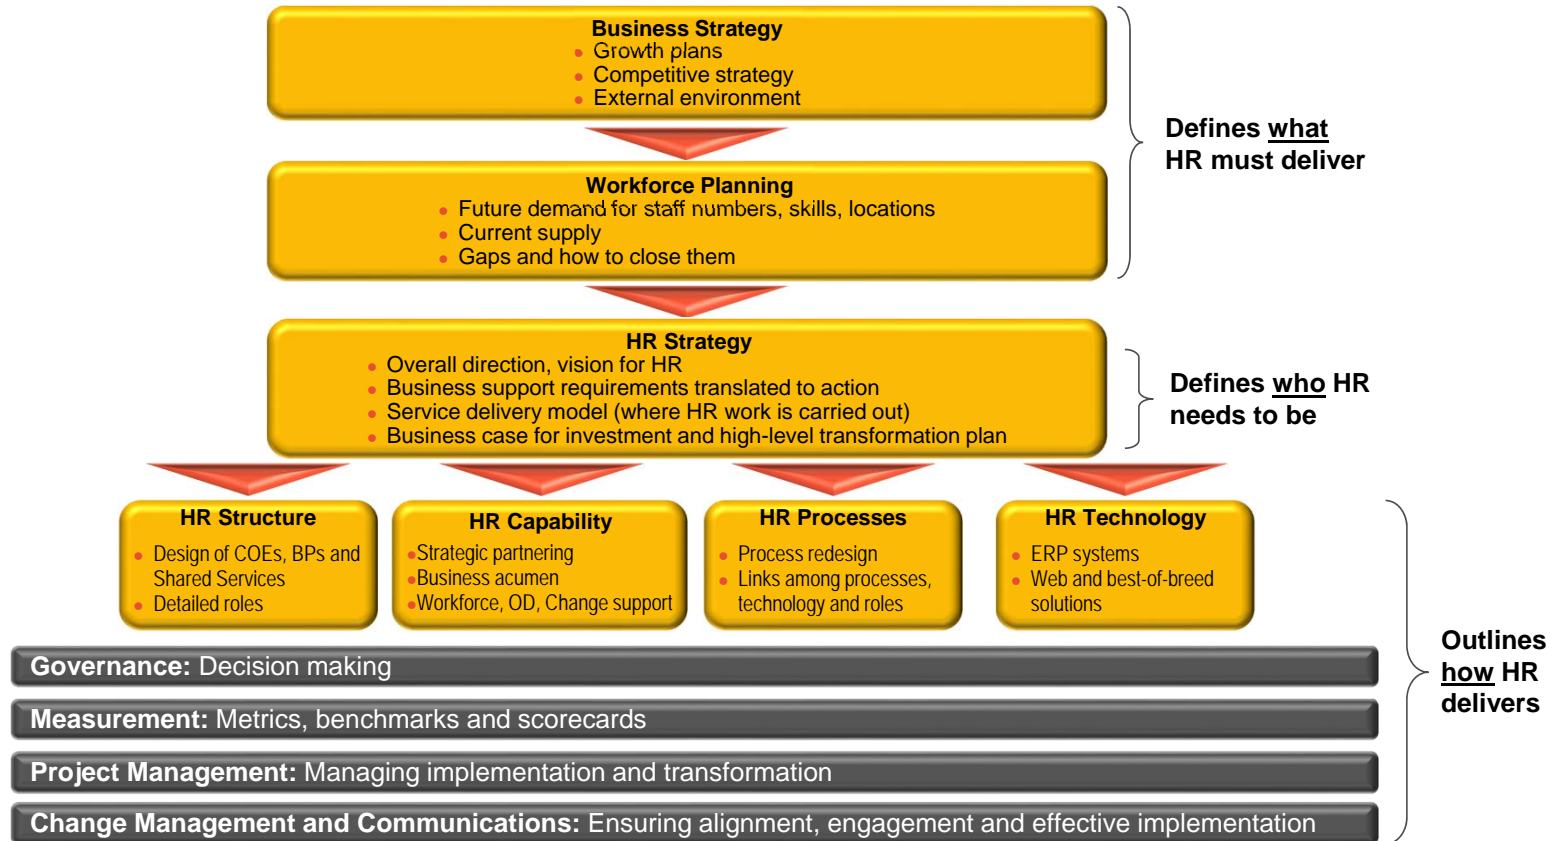 Business Strategy
Growth plans
Competitive strategy
External environment
Defines what
HR must deliver
Workforce Planning
Future demand for staff numbers, skills, locations
Current supply
Gaps and how to close them
HR Strategy
Overall direction, vision for HR
Business support requirements translated to action
Service delivery model (where HR work is carried out)
Business case for investment and high-level transformation plan
Defines who HR
needs to be
HR Structure
Design of COEs, BPs and
Shared Services
Detailed roles
HR Capability
Strategic partnering
Business acumen
Workforce, OD, Change support
HR Processes
Process redesign
Links among processes,
technology and roles
HR Technology
ERP systems
Web and best-of-breed
solutions
Governance: Decision making
Measurement: Metrics, benchmarks and scorecards
Project Management: Managing implementation and transformation
Change Management and Communications: Ensuring alignment, engagement and effective implementation
Outlines
how HR
delivers